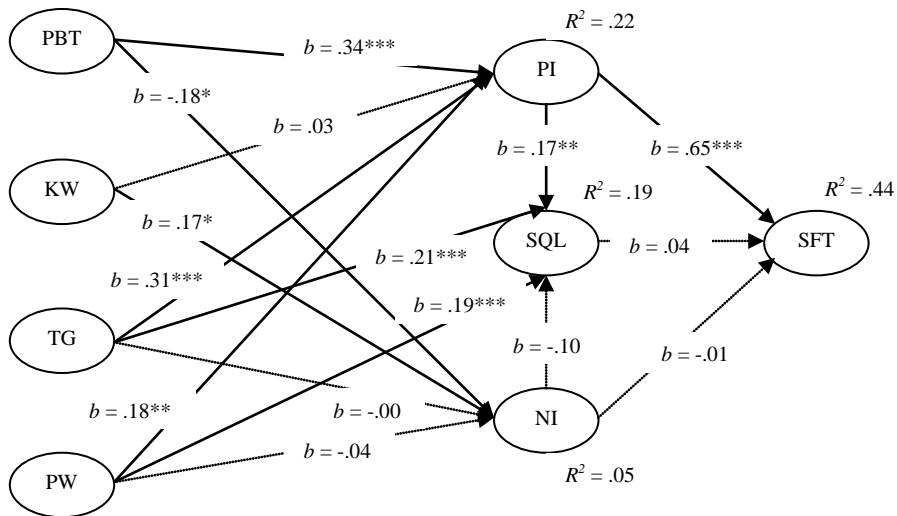 R² = .22
PBT
b = .34***
PI
b = -.18*
b = .03
b = .17**
b = .65***
KW
R² = .19
R² = .44
b = .17*
SQL
b = .04
SFT
b = .21***
b = .31***
b = .19***
TG
b = -.10
b = -.01
b = .18**
b = -.00
NI
b = -.04
R² = .05
PW